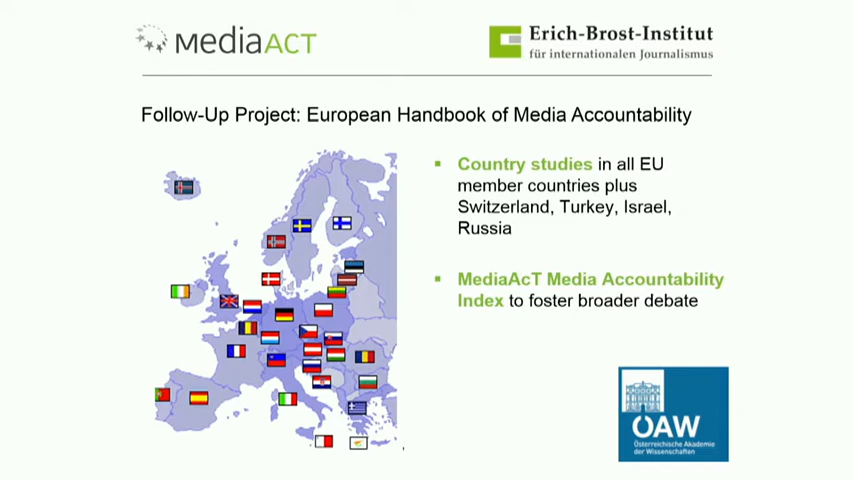 MediaACT
Erich-Brost-Institut
für internationalen Journalismus
Follow-Up Project: European Handbook of Media Accountability
Country studies in all EU
member countries plus
Switzerland, Turkey, Israel,
Russia
MediaAcT Media Accountability
Index to foster broader debate
ÖAW
Österreichische Akademie
der Wissenschaften